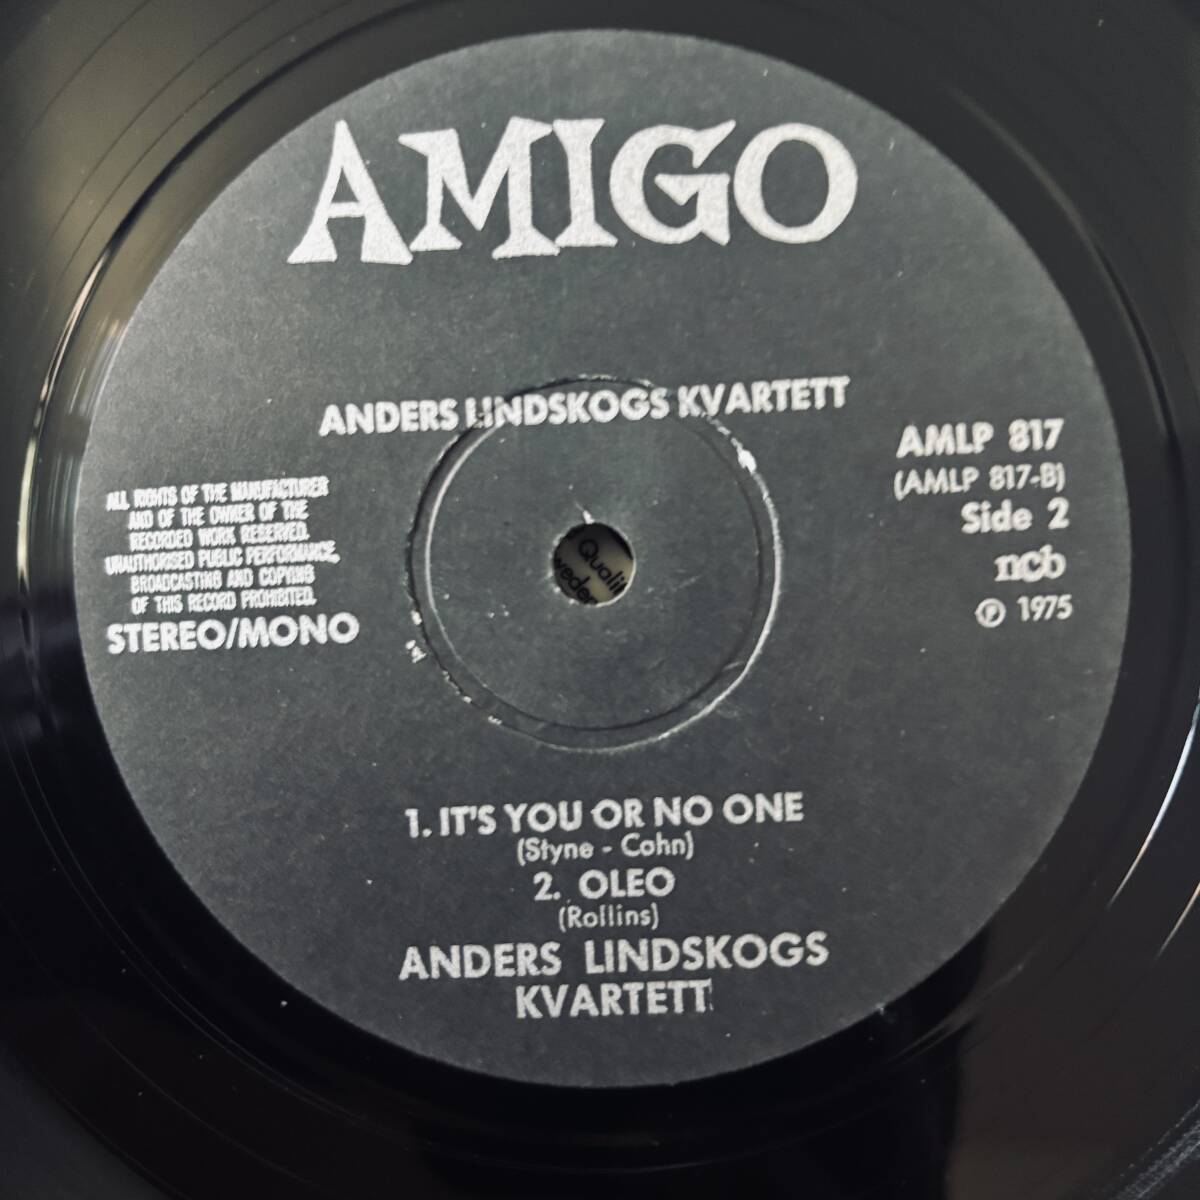 AMIGO
ANDERS LINDSKOGS KVARTETT
AMLP 817
(AMLP 817-B)
Side 2
ncb
Ⓟ 1975
ALL RIGHTS OF THE MANUFACTURER
AND OF THE OWNER OF THE
RECORDED WORK RESERVED.
UNAUTHORISED PUBLIC PERFORMANCE,
BROADCASTING AND COPYING
OF THIS RECORD PROHIBITED.
STEREO/MONO
1. IT'S YOU OR NO ONE
(Styne - Cahn)
2. OLEO
(Rollins)
ANDERS LINDSKOGS
KVARTETT